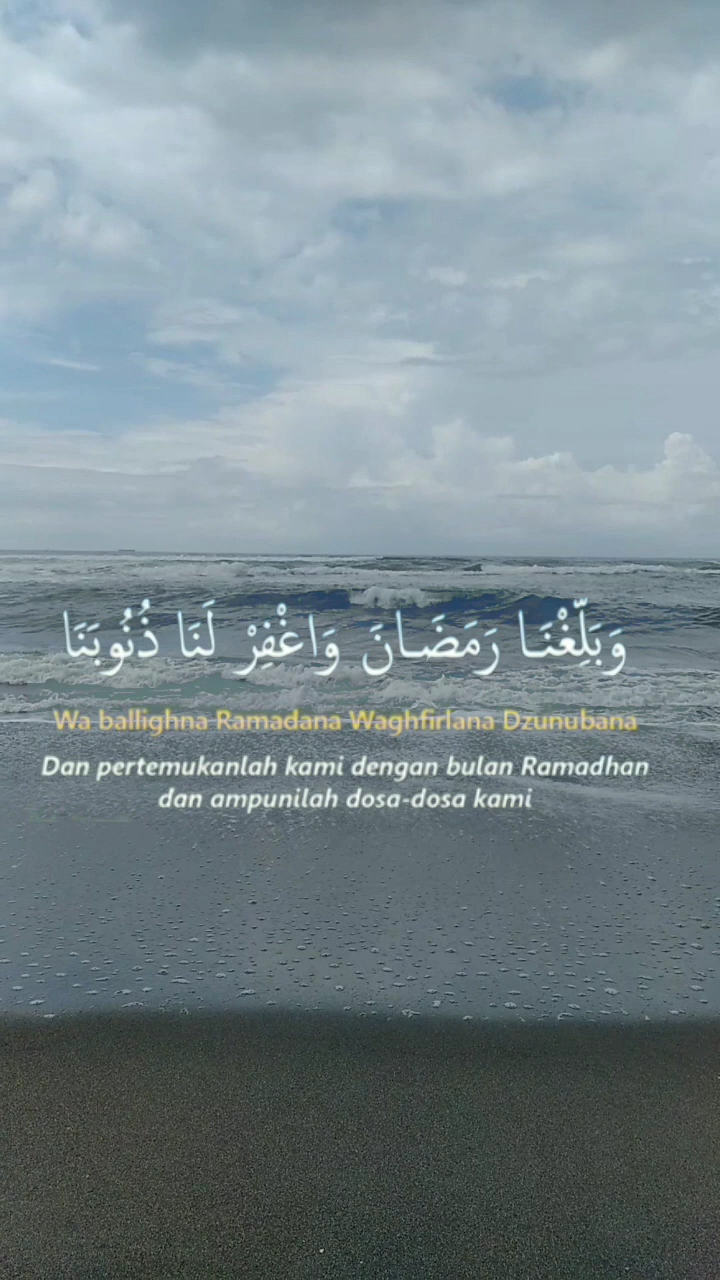 وَبَلِّغْنَا رَمَضَانَ وَاغْفِرْ لَنَا ذُنُوبَنَا
Wa ballighna Ramadana Waghfirlana Dzunubana
Dan pertemukanlah kami dengan bulan Ramadhan
dan ampunilah dosa-dosa kami